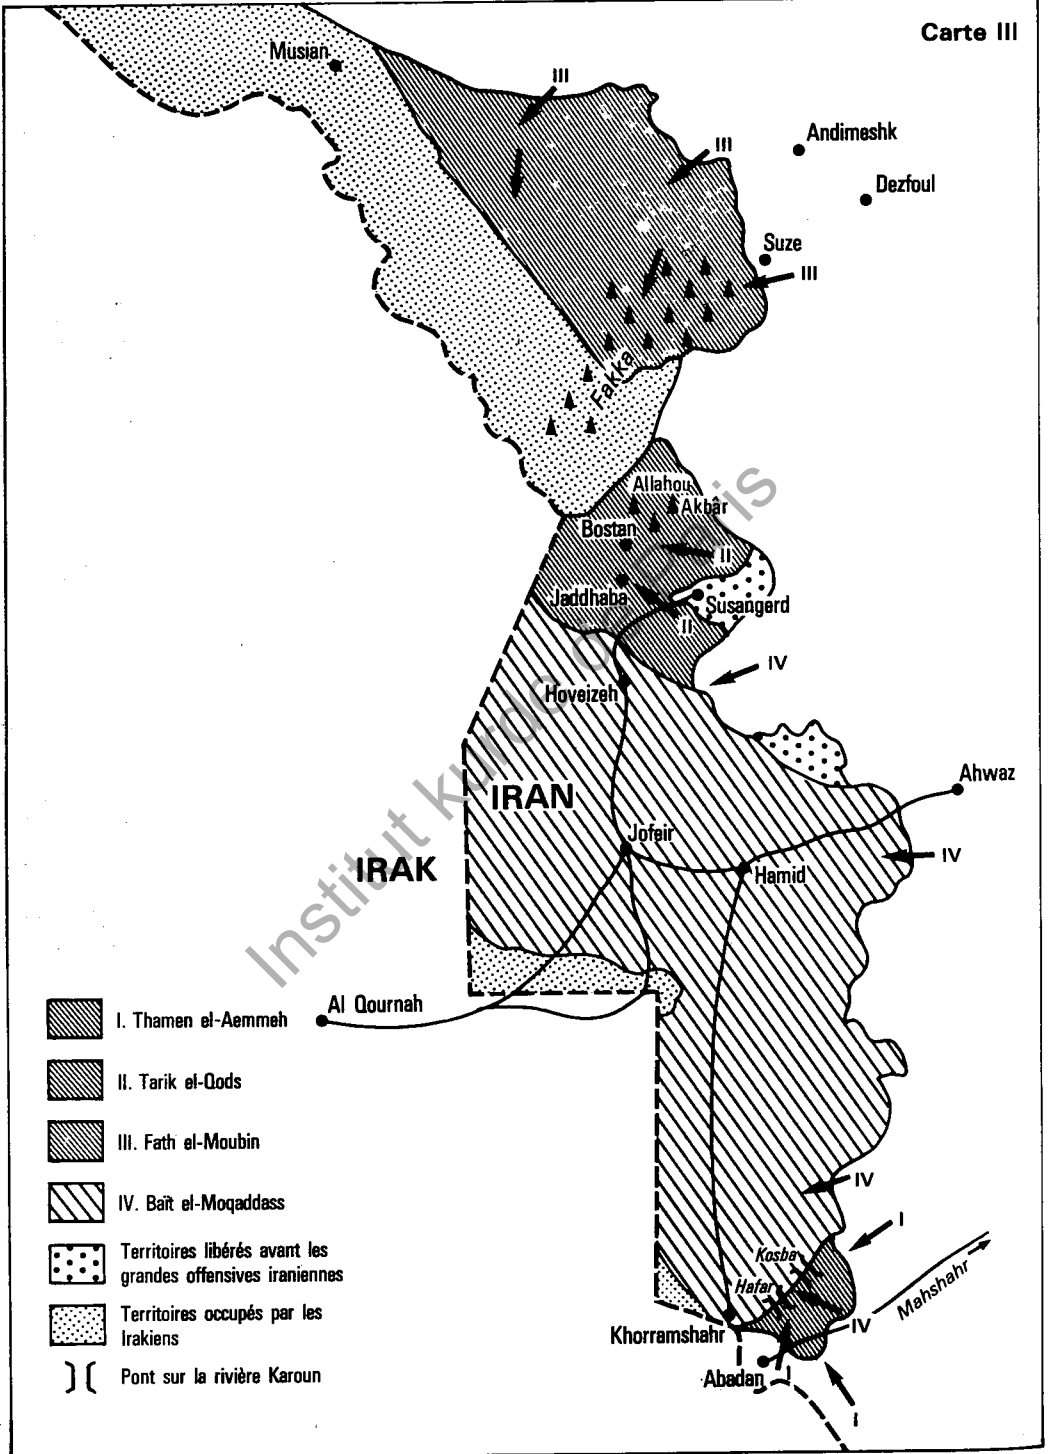 Carte III
Musian
III
III
Andimeshk
Dezfoul
Suze
III
Fakka
Allahou
Akbâr
Bostan
II
Jaddhaba
Susangerd
II
IV
Hoveizeh
IRAN
Ahwaz
Jofeir
IV
IRAK
Hamid
Al Qournah
I. Thamen el-Aemmeh
II. Tarik el-Qods
III. Fath el-Moubin
IV. Baït el-Moqaddass
Territoires libérés avant les
grandes offensives iraniennes
Territoires occupés par les
Irakiens
Pont sur la rivière Karoun
IV
I
Kosba
Hafar
Mahshahr
IV
Khorramshahr
Abadan
I
I
Institut kurde de Paris